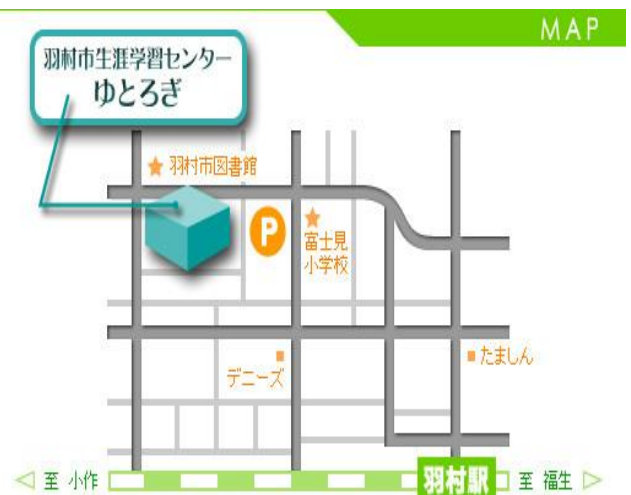 MAP
羽村市生涯学習センター
ゆとろぎ
★ 羽村市図書館
P
★
富士見
小学校
■
デニーズ
■たましん
◁ 至 小作
羽村駅
至 福生 ▷